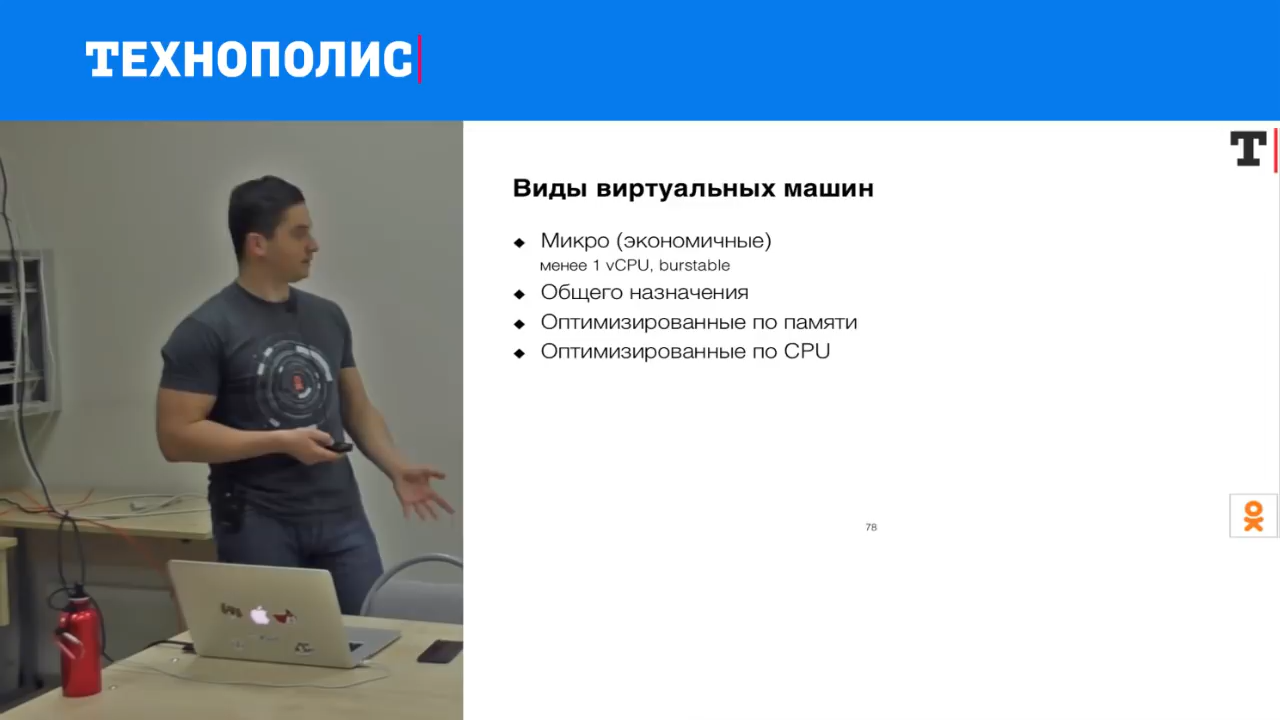 ТЕХНОПОЛИС
T
Виды виртуальных машин
Микро (экономичные)
менее 1 vCPU, burstable
Общего назначения
Оптимизированные по памяти
Оптимизированные по CPU
78